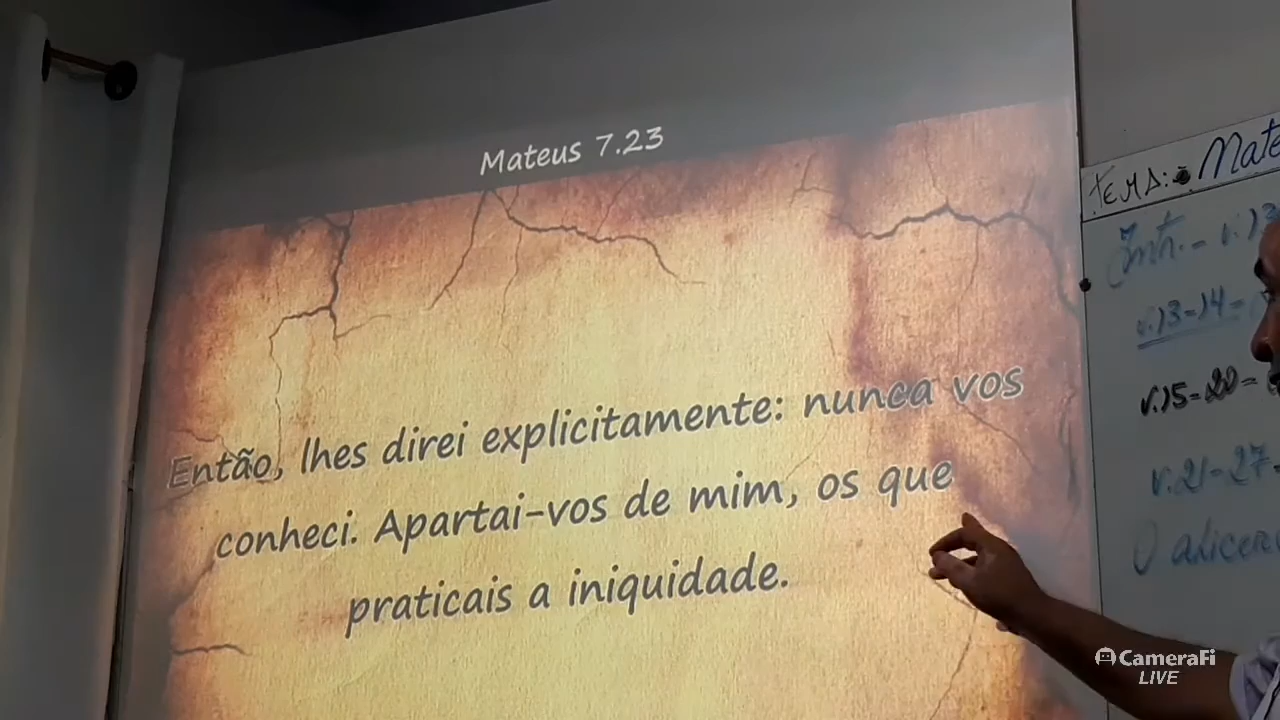 Mateus 7.23
Então, lhes direi explicitamente: nunca vos
conheci. Apartai-vos de mim, os que
praticais a iniquidade.
TEMA: Mate
v.13-14=
v.15-20=
v.21-27-
O alicer
CameraFi
LIVE